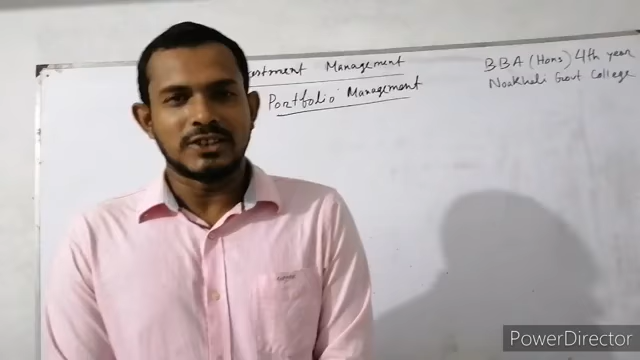 estment Management
Portfolio Management
BBA (Hons) 4th year
Noakhali Govt College
PowerDirector